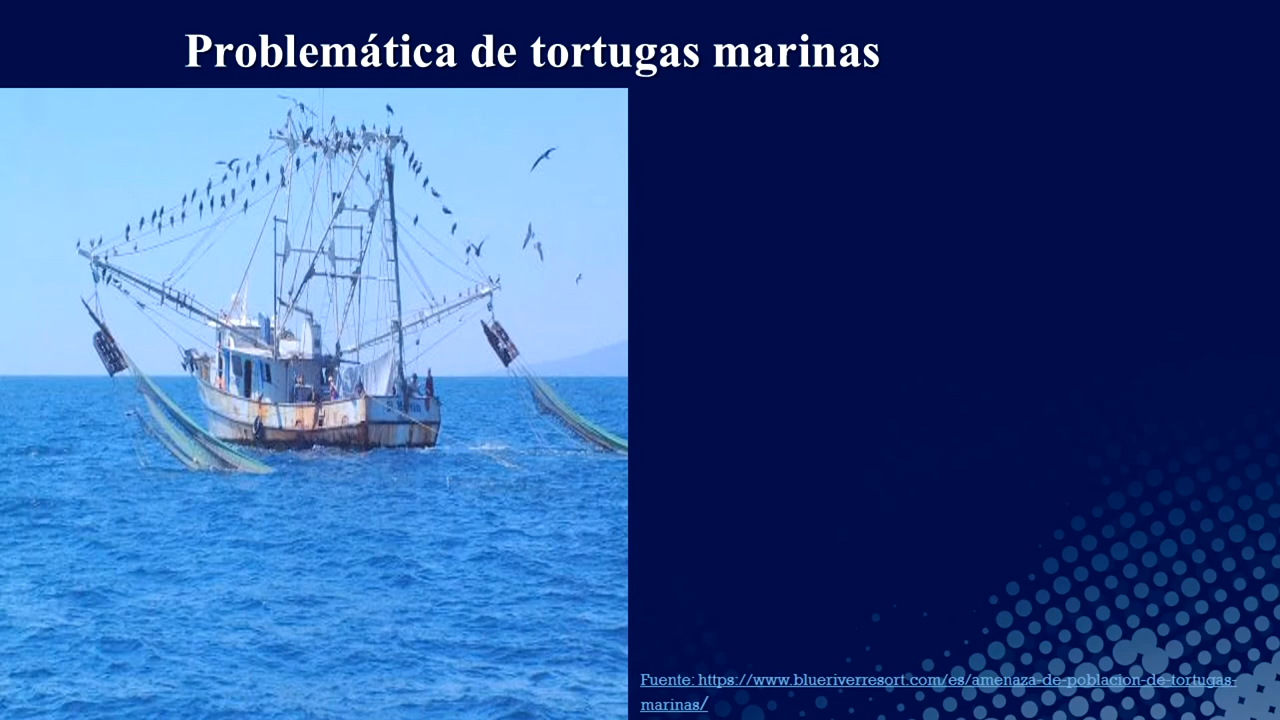 Problemática de tortugas marinas
Fuente: https://www.blueriverresort.com/es/amenaza-de-poblacion-de-tortugas-
marinas/